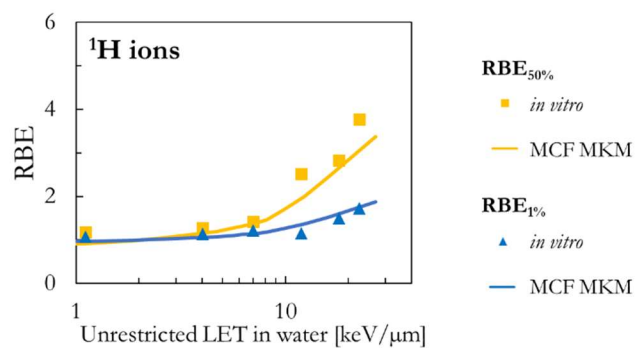 6
¹H ions
4
2
0
RBE
1
10
Unrestricted LET in water [keV/µm]
RBE₅₀%
in vitro
MCF MKM
RBE₁%
in vitro
MCF MKM